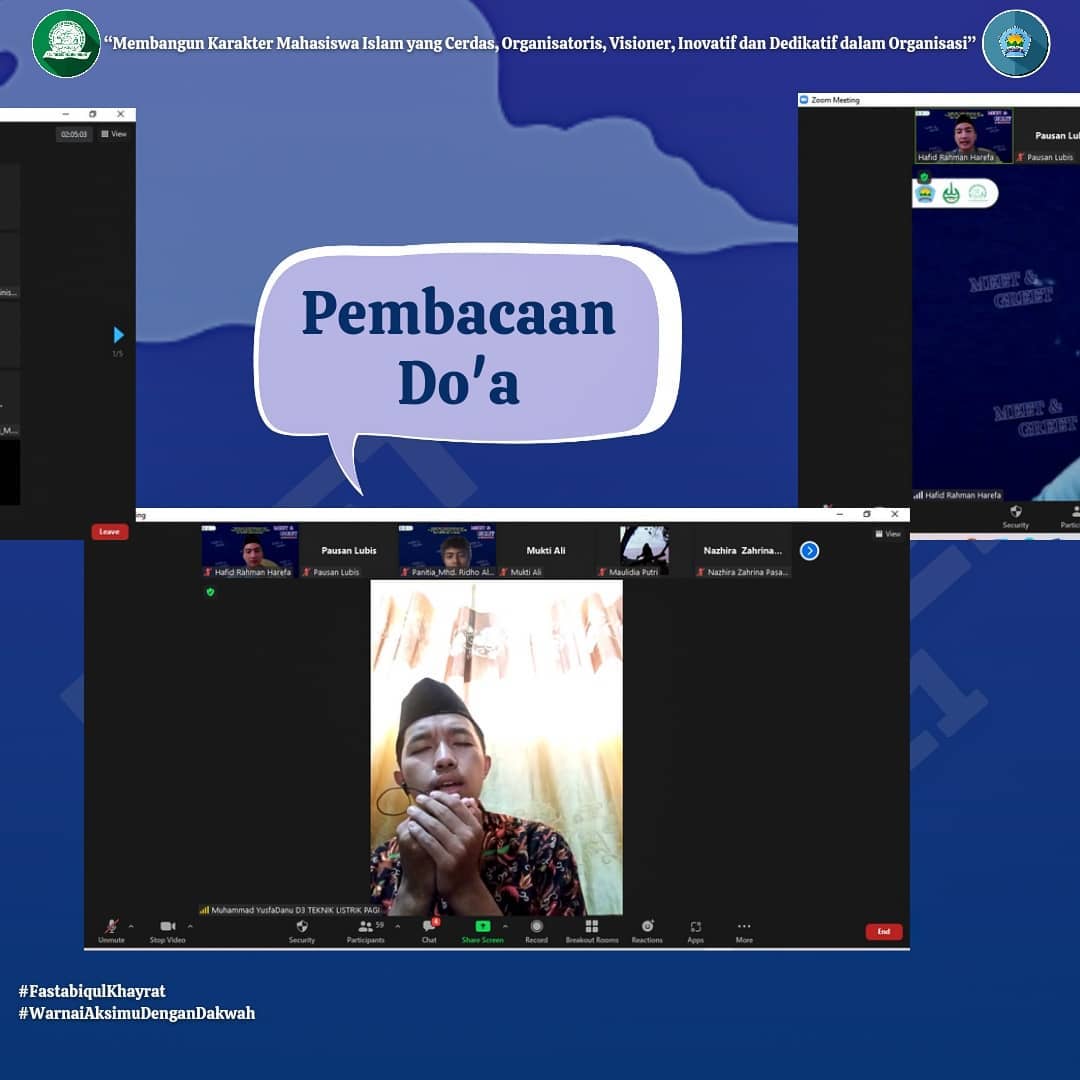 “Membangun Karakter Mahasiswa Islam yang Cerdas, Organisatoris, Visioner, Inovatif dan Dedikatif dalam Organisasi”
02:05:03 View
Zoom Meeting
Pausan Lu
Hafid Rahman Harefa
Pausan Lubis
nis...
1/5
MEET &
GREET
MEET &
GREET
Pembacaan
Do'a
_M...
Hafid Rahman Harefa
Security
Partic
Leave
ng
View
Pausan Lubis
Mukti Ali
Nazhira Zahrina...
Hafid Rahman Harefa
Pausan Lubis
Panitia_Mhd. Ridho Al...
Mukti Ali
Maulidia Putri
Nazhira Zahrina Pasa...
Muhammad YusfaDanu D3 TEKNIK LISTRIK PAGI
59
4
Unmute
Stop Video
Security
Participants
Chat
Share Screen
Record
Breakout Rooms
Reactions
Apps
More
End
#FastabiqulKhayrat
#WarnaiAksimuDenganDakwah